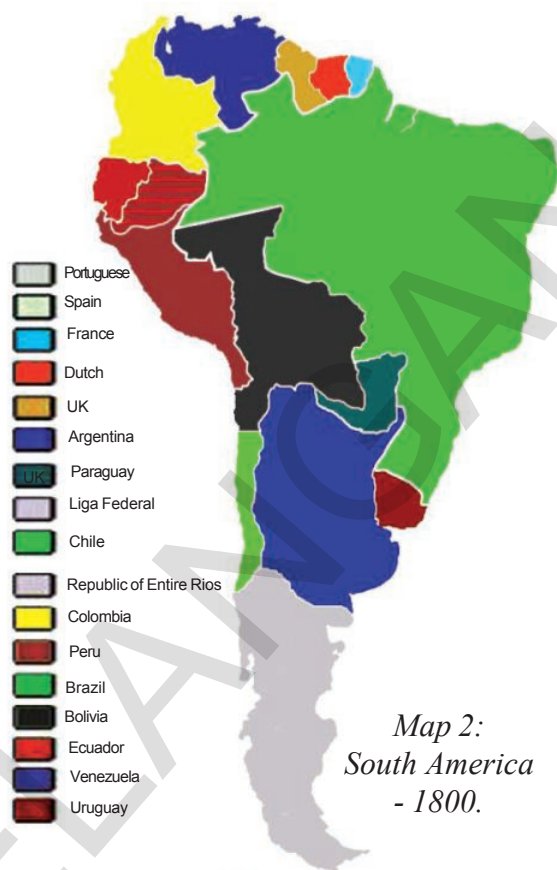 Portuguese
Spain
France
Dutch
UK
Argentina
UK Paraguay
Liga Federal
Chile
Republic of Entire Rios
Colombia
Peru
Brazil
Bolivia
Ecuador
Venezuela
Uruguay
Map 2:
South America
- 1800.